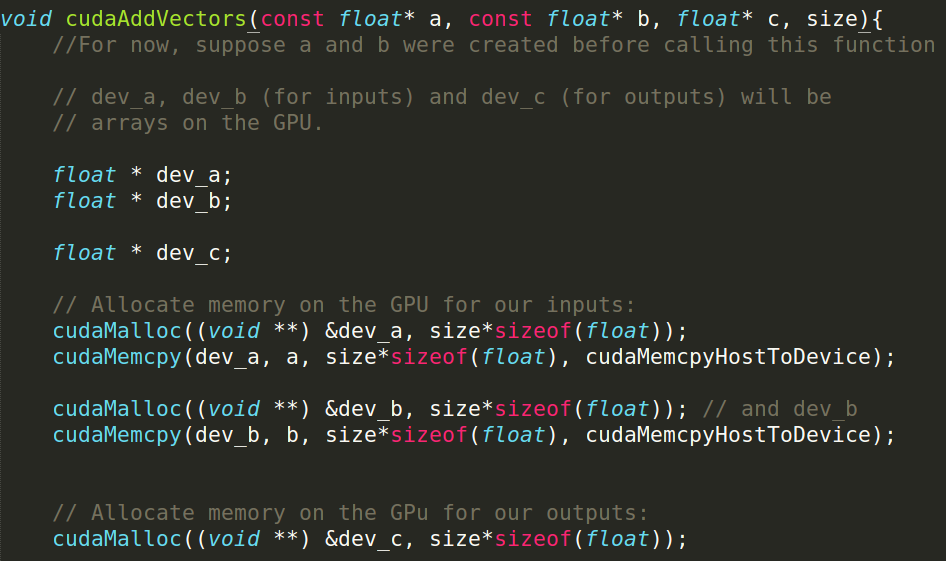 void cudaAddVectors(const float* a, const float* b, float* c, size){
    //For now, suppose a and b were created before calling this function

    // dev_a, dev_b (for inputs) and dev_c (for outputs) will be
    // arrays on the GPU.

    float * dev_a;
    float * dev_b;

    float * dev_c;

    // Allocate memory on the GPU for our inputs:
    cudaMalloc((void **) &dev_a, size*sizeof(float));
    cudaMemcpy(dev_a, a, size*sizeof(float), cudaMemcpyHostToDevice);

    cudaMalloc((void **) &dev_b, size*sizeof(float)); // and dev_b
    cudaMemcpy(dev_b, b, size*sizeof(float), cudaMemcpyHostToDevice);


    // Allocate memory on the GPu for our outputs:
    cudaMalloc((void **) &dev_c, size*sizeof(float));